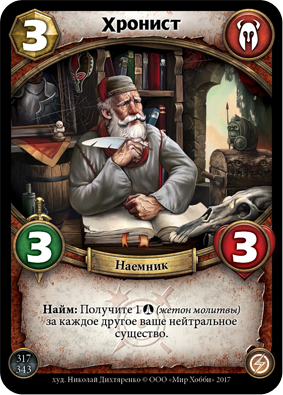 3
Хронист
3
3
Наемник
Найм: Получите 1 (жетон молитвы)
за каждое другое ваше нейтральное
существо.
317
343
худ. Николай Дихтяренко © ООО «Мир Хобби» 2017